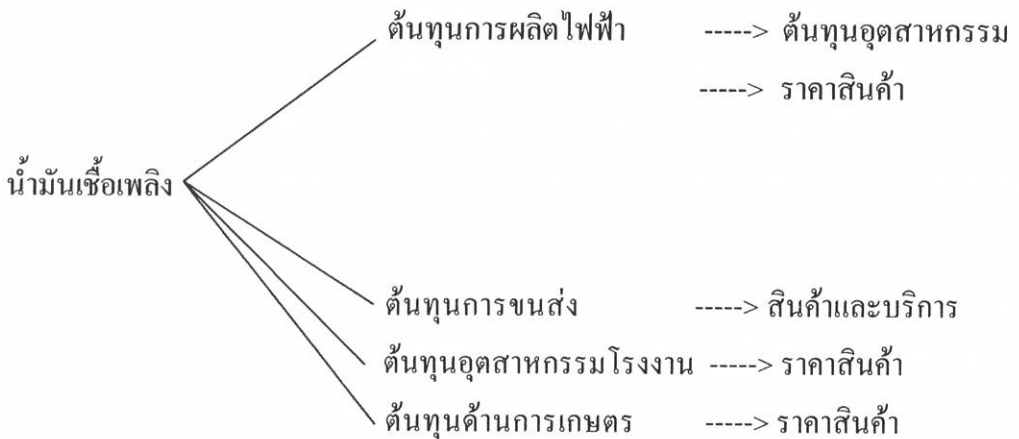 ต้นทุนการผลิตไฟฟ้า -----> ต้นทุนอุตสาหกรรม
-----> ราคาสินค้า
น้ำมันเชื้อเพลิง
ต้นทุนการขนส่ง -----> สินค้าและบริการ
ต้นทุนอุตสาหกรรมโรงงาน -----> ราคาสินค้า
ต้นทุนด้านการเกษตร -----> ราคาสินค้า